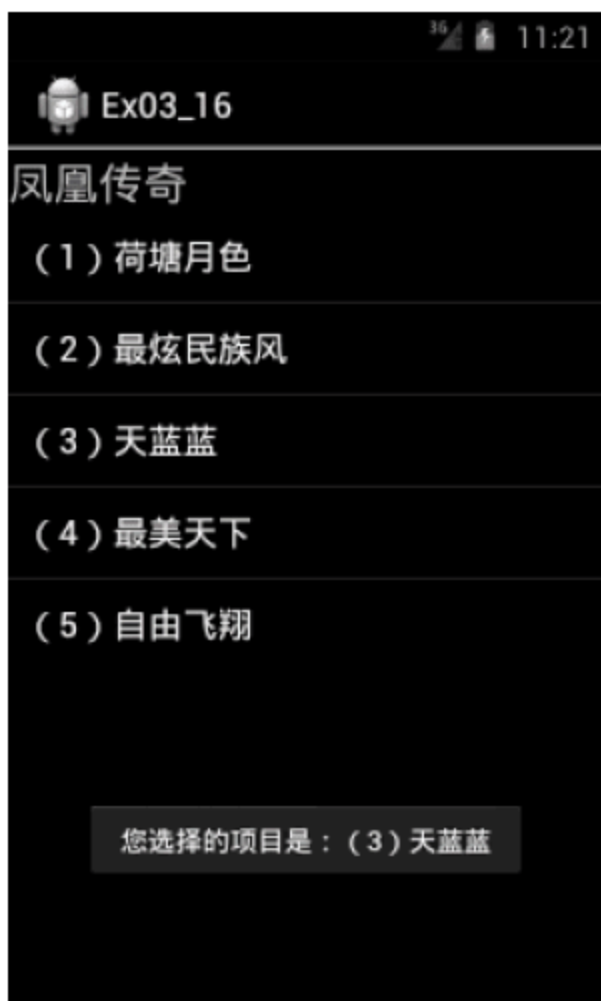 3G 11:21
Ex03_16
凤凰传奇
（1）荷塘月色
（2）最炫民族风
（3）天蓝蓝
（4）最美天下
（5）自由飞翔
您选择的项目是：（3）天蓝蓝